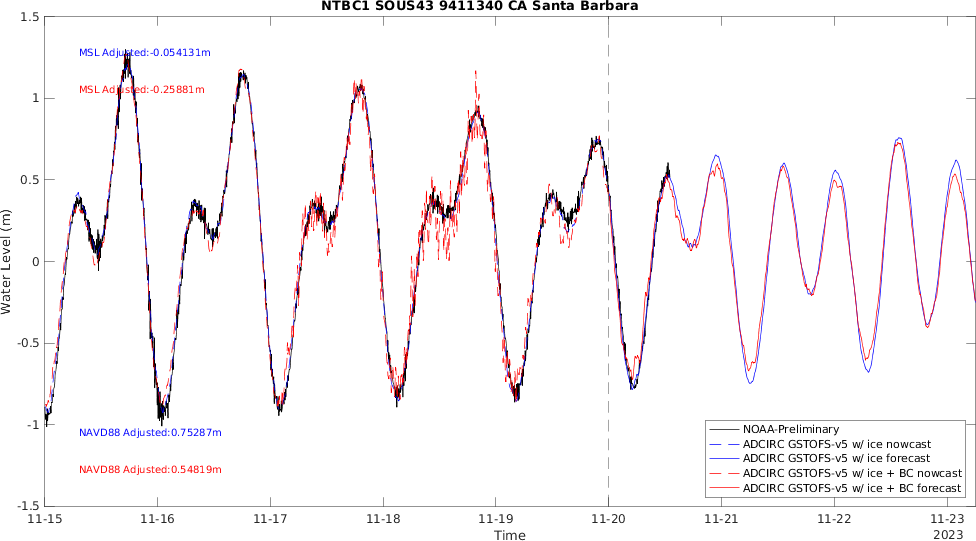 NTBC1 SOUS43 9411340 CA Santa Barbara
1.5
1
0.5
0
-0.5
-1
-1.5
Water Level (m)
MSL Adjusted:-0.054131m
MSL Adjusted:-0.25881m
NAVD88 Adjusted:0.75287m
NAVD88 Adjusted:0.54819m
NOAA-Preliminary
ADCIRC GSTOFS-v5 w/ ice nowcast
ADCIRC GSTOFS-v5 w/ ice forecast
ADCIRC GSTOFS-v5 w/ ice + BC nowcast
ADCIRC GSTOFS-v5 w/ ice + BC forecast
11-15 11-16 11-17 11-18 11-19 11-20 11-21 11-22 11-23
Time
2023